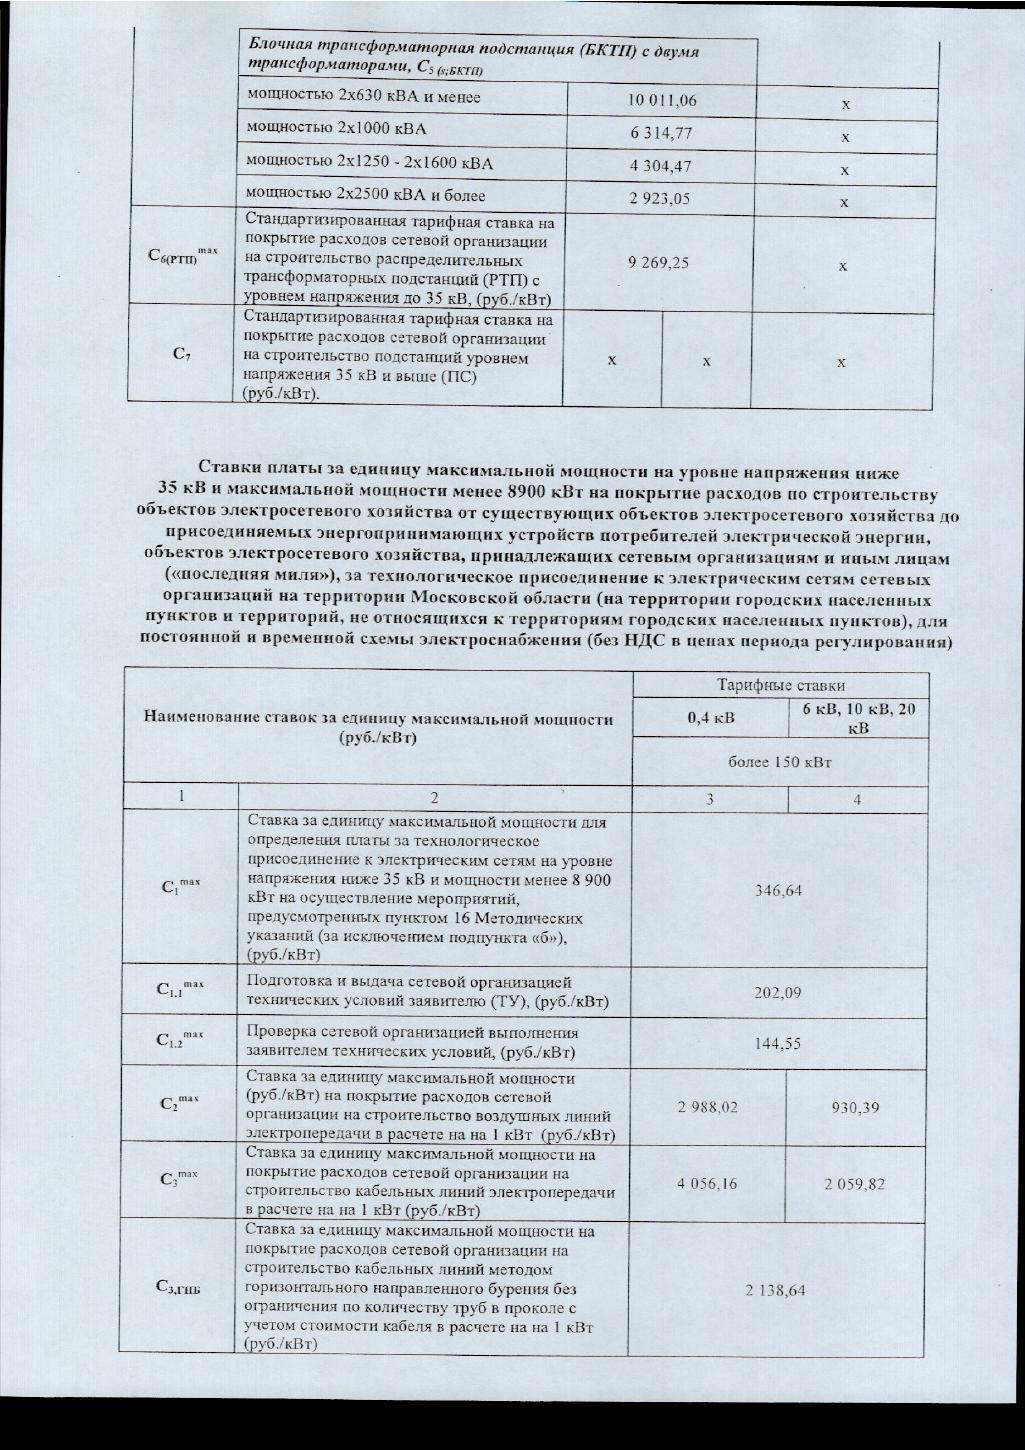 Блочная трансформаторная подстанция (БКТП) с двумя
трансформаторами, С5 (s;БКТП)
мощностью 2х630 кВА и менее 10 011,06 х
мощностью 2х1000 кВА 6 314,77 х
мощностью 2х1250 - 2х1600 кВА 4 304,47 х
мощностью 2х2500 кВА и более 2 923,05 х
С6(РТП)max
Стандартизированная тарифная ставка на
покрытие расходов сетевой организации
на строительство распределительных
трансформаторных подстанций (РТП) с
уровнем напряжения до 35 кВ, (руб./кВт)
9 269,25 х
С7
Стандартизированная тарифная ставка на
покрытие расходов сетевой организации
на строительство подстанций уровнем
напряжения 35 кВ и выше (ПС)
(руб./кВт).
х х х
Ставки платы за единицу максимальной мощности на уровне напряжения ниже
35 кВ и максимальной мощности менее 8900 кВт на покрытие расходов по строительству
объектов электросетевого хозяйства от существующих объектов электросетевого хозяйства до
присоединяемых энергопринимающих устройств потребителей электрической энергии,
объектов электросетевого хозяйства, принадлежащих сетевым организациям и иным лицам
(«последняя миля»), за технологическое присоединение к электрическим сетям сетевых
организаций на территории Московской области (на территории городских населенных
пунктов и территорий, не относящихся к территориям городских населенных пунктов), для
постоянной и временной схемы электроснабжения (без НДС в ценах периода регулирования)
Наименование ставок за единицу максимальной мощности
(руб./кВт)
Тарифные ставки
0,4 кВ
6 кВ, 10 кВ, 20
кВ
более 150 кВт
1 2 3 4
С1max
Ставка за единицу максимальной мощности для
определения платы за технологическое
присоединение к электрическим сетям на уровне
напряжения ниже 35 кВ и мощности менее 8 900
кВт на осуществление мероприятий,
предусмотренных пунктом 16 Методических
указаний (за исключением подпункта «б»),
(руб./кВт)
346,64
С1.1max
Подготовка и выдача сетевой организацией
технических условий заявителю (ТУ), (руб./кВт)
202,09
С1.2max
Проверка сетевой организацией выполнения
заявителем технических условий, (руб./кВт)
144,55
С2max
Ставка за единицу максимальной мощности
(руб./кВт) на покрытие расходов сетевой
организации на строительство воздушных линий
электропередачи в расчете на на 1 кВт (руб./кВт)
2 988,02 930,39
С3max
Ставка за единицу максимальной мощности на
покрытие расходов сетевой организации на
строительство кабельных линий электропередачи
в расчете на на 1 кВт (руб./кВт)
4 056,16 2 059,82
С3,ГНБ
Ставка за единицу максимальной мощности на
покрытие расходов сетевой организации на
строительство кабельных линий методом
горизонтального направленного бурения без
ограничения по количеству труб в проколе с
учетом стоимости кабеля в расчете на на 1 кВт
(руб./кВт)
2 138,64